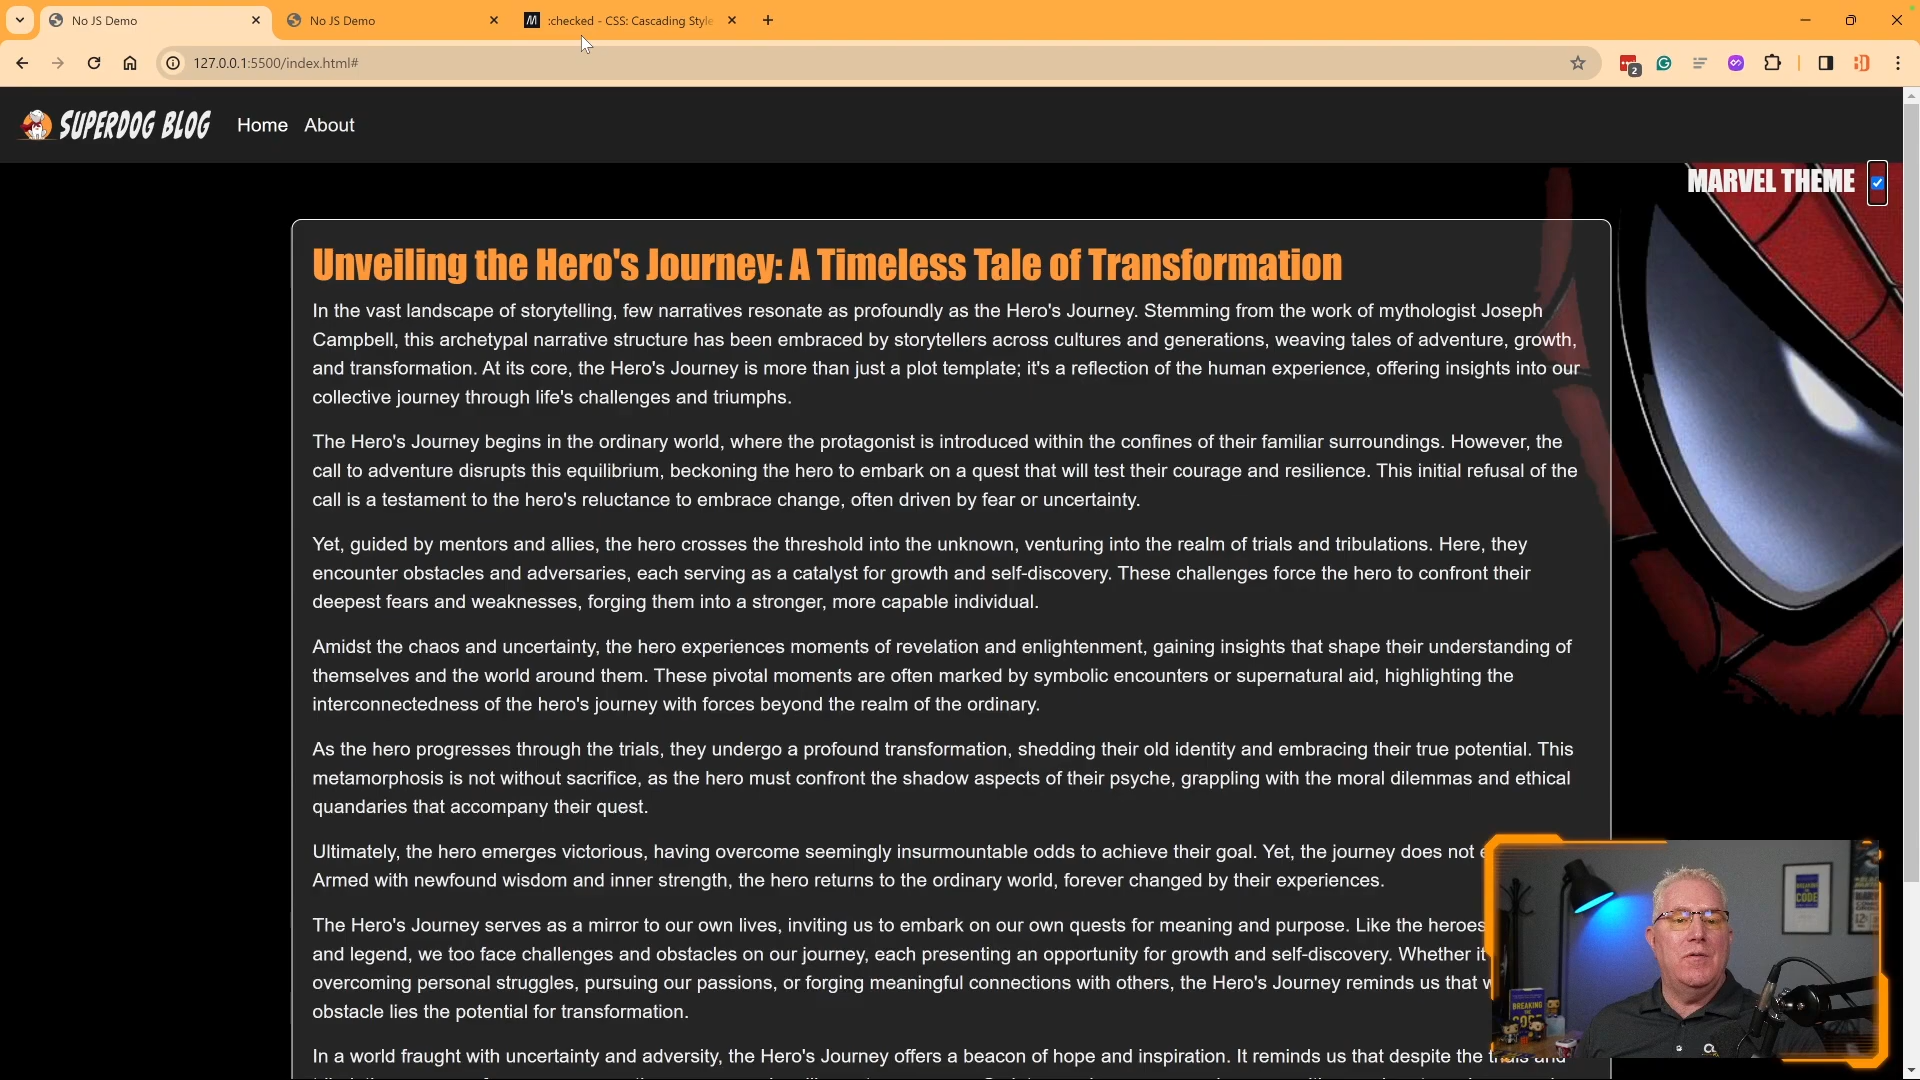 No JS Demo
No JS Demo
:checked - CSS: Cascading Style
127.0.0.1:5500/index.html#
2
SUPERDOG BLOG
Home
About
MARVEL THEME
Unveiling the Hero's Journey: A Timeless Tale of Transformation
In the vast landscape of storytelling, few narratives resonate as profoundly as the Hero's Journey. Stemming from the work of mythologist Joseph
Campbell, this archetypal narrative structure has been embraced by storytellers across cultures and generations, weaving tales of adventure, growth,
and transformation. At its core, the Hero's Journey is more than just a plot template; it's a reflection of the human experience, offering insights into our
collective journey through life's challenges and triumphs.
The Hero's Journey begins in the ordinary world, where the protagonist is introduced within the confines of their familiar surroundings. However, the
call to adventure disrupts this equilibrium, beckoning the hero to embark on a quest that will test their courage and resilience. This initial refusal of the
call is a testament to the hero's reluctance to embrace change, often driven by fear or uncertainty.
Yet, guided by mentors and allies, the hero crosses the threshold into the unknown, venturing into the realm of trials and tribulations. Here, they
encounter obstacles and adversaries, each serving as a catalyst for growth and self-discovery. These challenges force the hero to confront their
deepest fears and weaknesses, forging them into a stronger, more capable individual.
Amidst the chaos and uncertainty, the hero experiences moments of revelation and enlightenment, gaining insights that shape their understanding of
themselves and the world around them. These pivotal moments are often marked by symbolic encounters or supernatural aid, highlighting the
interconnectedness of the hero's journey with forces beyond the realm of the ordinary.
As the hero progresses through the trials, they undergo a profound transformation, shedding their old identity and embracing their true potential. This
metamorphosis is not without sacrifice, as the hero must confront the shadow aspects of their psyche, grappling with the moral dilemmas and ethical
quandaries that accompany their quest.
Ultimately, the hero emerges victorious, having overcome seemingly insurmountable odds to achieve their goal. Yet, the journey does not
Armed with newfound wisdom and inner strength, the hero returns to the ordinary world, forever changed by their experiences.
The Hero's Journey serves as a mirror to our own lives, inviting us to embark on our own quests for meaning and purpose. Like the heroes
and legend, we too face challenges and obstacles on our journey, each presenting an opportunity for growth and self-discovery. Whether it
overcoming personal struggles, pursuing our passions, or forging meaningful connections with others, the Hero's Journey reminds us that
obstacle lies the potential for transformation.
In a world fraught with uncertainty and adversity, the Hero's Journey offers a beacon of hope and inspiration. It reminds us that despite the trials and
BREAKING
THE
CODE